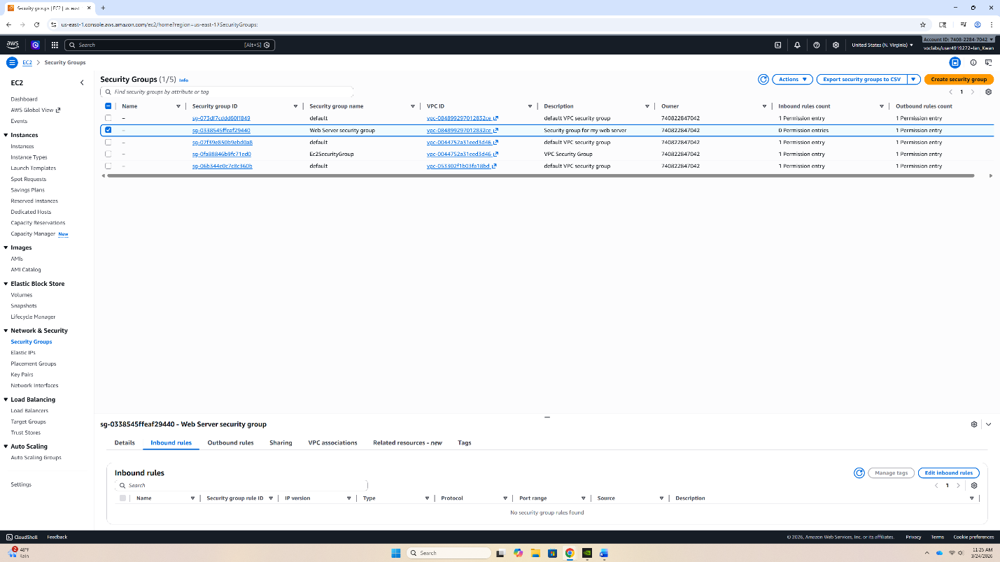 Security groups | EC2 | us-east
us-east-1.console.aws.amazon.com/ec2/home?region=us-east-1#SecurityGroups:
aws
Search [Alt+S]
United States (N. Virginia)
Account ID: 7408-2284-7042
voclabs/user4919272=Ian_Kwan
EC2 > Security Groups
EC2
Dashboard
AWS Global View
Events
Instances
Instances
Instance Types
Launch Templates
Spot Requests
Savings Plans
Reserved Instances
Dedicated Hosts
Capacity Reservations
Capacity Manager New
Images
AMIs
AMI Catalog
Elastic Block Store
Volumes
Snapshots
Lifecycle Manager
Network & Security
Security Groups
Elastic IPs
Placement Groups
Key Pairs
Network Interfaces
Load Balancing
Load Balancers
Target Groups
Trust Stores
Auto Scaling
Auto Scaling Groups
Settings
Security Groups (1/5) Info
Actions
Export security groups to CSV
Create security group
Find security groups by attribute or tag
1
Name Security group ID Security group name VPC ID Description Owner Inbound rules count Outbound rules count
– sg-073df7cddd60ff849 default vpc-084899297012832ce default VPC security group 740822847042 1 Permission entry 1 Permission entry
– sg-0338545ffeaf29440 Web Server security group vpc-084899297012832ce Security group for my web server 740822847042 0 Permission entries 1 Permission entry
– sg-07f39e850b9ebd0a8 default vpc-0044752a31eed3d46 default VPC security group 740822847042 1 Permission entry 1 Permission entry
– sg-0fa88846b9fc71ed0 Ec2SecurityGroup vpc-0044752a31eed3d46 VPC Security Group 740822847042 1 Permission entry 1 Permission entry
– sg-06b344e0c7c8c360b default vpc-053302f1b03fa18bd default VPC security group 740822847042 1 Permission entry 1 Permission entry
sg-0338545ffeaf29440 - Web Server security group
Details Inbound rules Outbound rules Sharing VPC associations Related resources - new Tags
Inbound rules
Manage tags
Edit inbound rules
Search
1
Name Security group rule ID IP version Type Protocol Port range Source Description
No security group rules found
CloudShell Feedback
© 2026, Amazon Web Services, Inc. or its affiliates. Privacy Terms Cookie preferences
2
48°F
Rain
Search
11:25 AM
3/24/2026